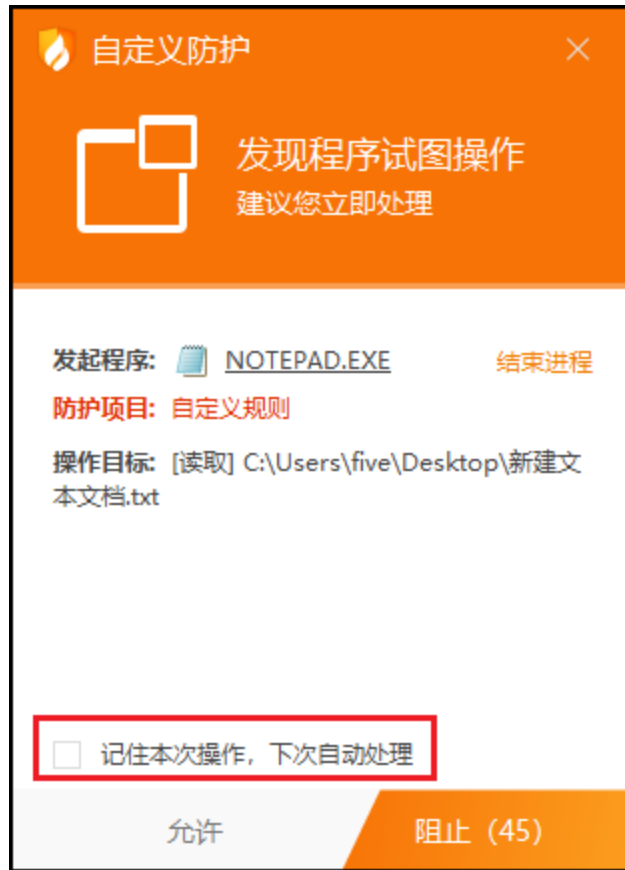 自定义防护
发现程序试图操作
建议您立即处理
发起程序: NOTEPAD.EXE 结束进程
防护项目: 自定义规则
操作目标: [读取] C:\Users\five\Desktop\新建文
本文档.txt
记住本次操作，下次自动处理
允许 阻止（45）